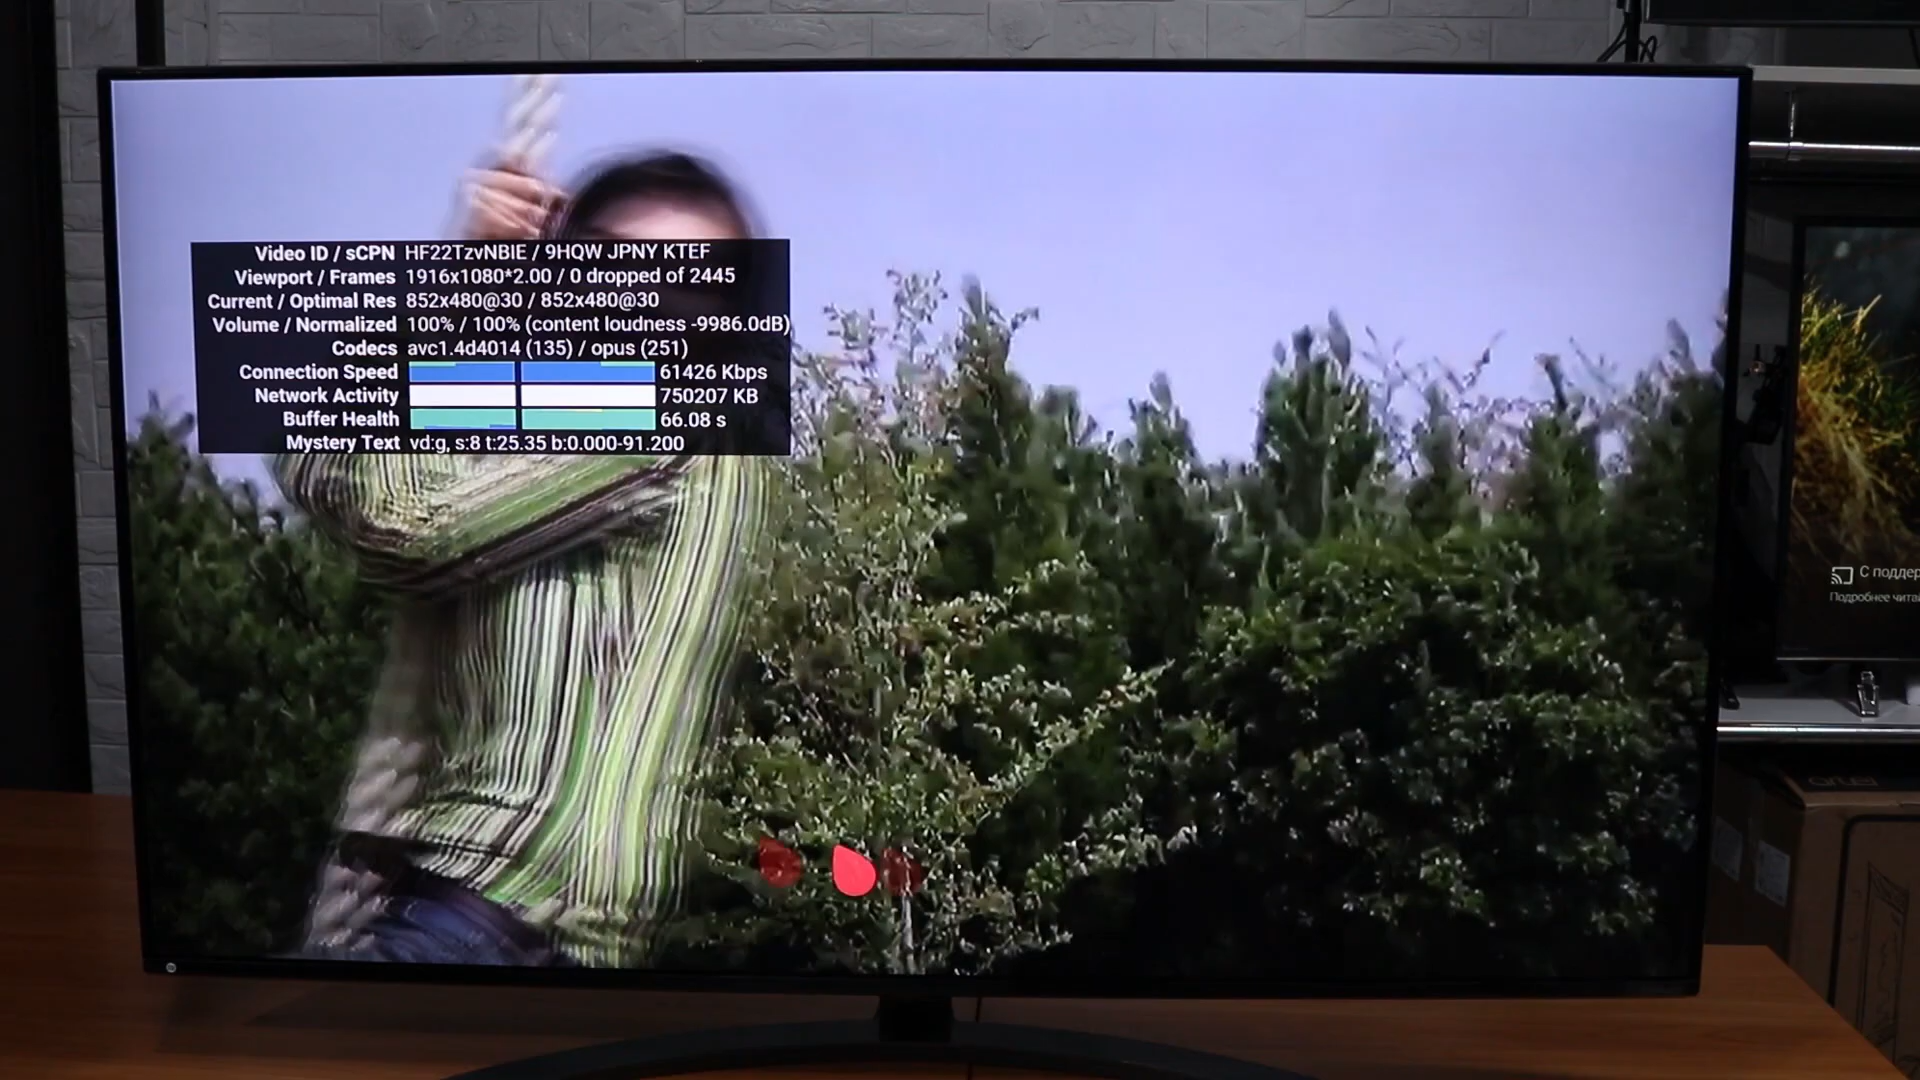 Video ID / sCPN HF22TzvNBIE / 9HQW JPNY KTEF
Viewport / Frames 1916x1080*2.00 / 0 dropped of 2445
Current / Optimal Res 852x480@30 / 852x480@30
Volume / Normalized 100% / 100% (content loudness -9986.0dB)
Codecs avc1.4d4014 (135) / opus (251)
Connection Speed 61426 Kbps
Network Activity 750207 KB
Buffer Health 66.08 s
Mystery Text vd:g, s:8 t:25.35 b:0.000-91.200
С поддер
Подробнее чита